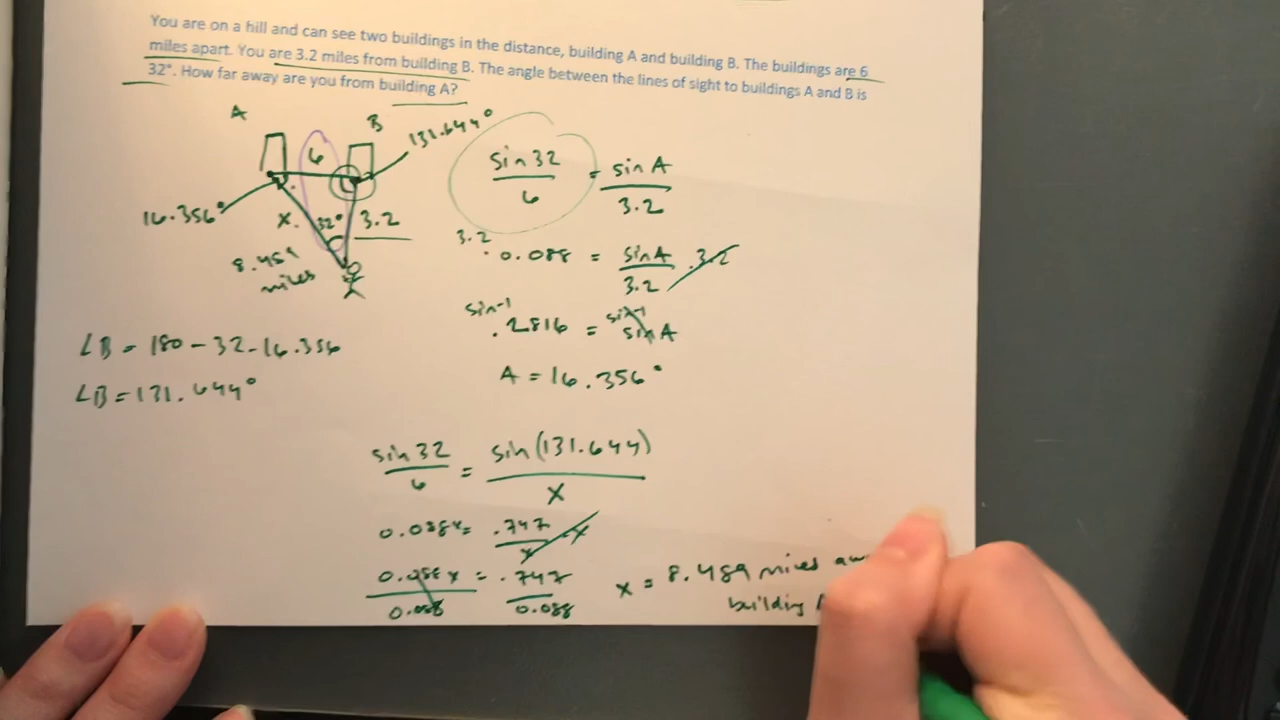 You are on a hill and can see two buildings in the distance, building A and building B. The buildings are 6
miles apart. You are 3.2 miles from building B. The angle between the lines of sight to buildings A and B is
32°. How far away are you from building A?
A
B
131.644°
6
16.356°
x
32°
3.2
8.459
miles
sin 32 / 6 = sin A / 3.2
3.2 · 0.088 = sin A / 3.2 · 3.2
sin-1 .2816 = sin-1 sin A
A = 16.356°
∠B = 180 - 32 - 16.356
∠B = 131.644°
sin 32 / 6 = sin (131.644) / x
0.088x = .747 / x · x
0.088x / 0.088 = .747 / 0.088
x = 8.489 miles
building